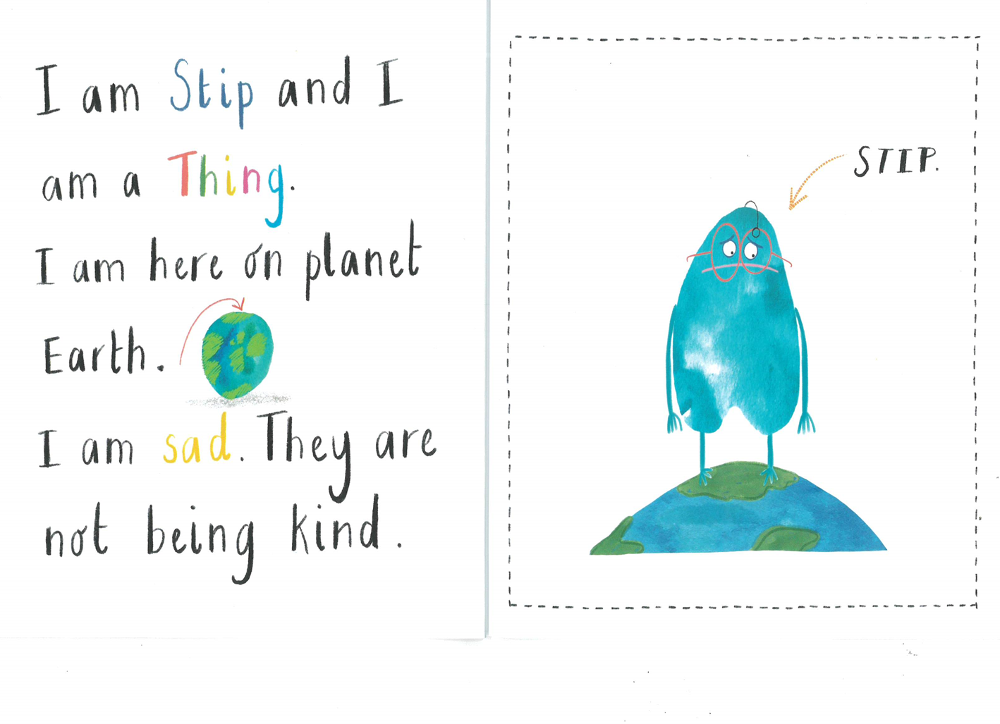 I am Stip and I
am a Thing.
I am here on planet
Earth.
I am sad. They are
not being kind.
STIP.